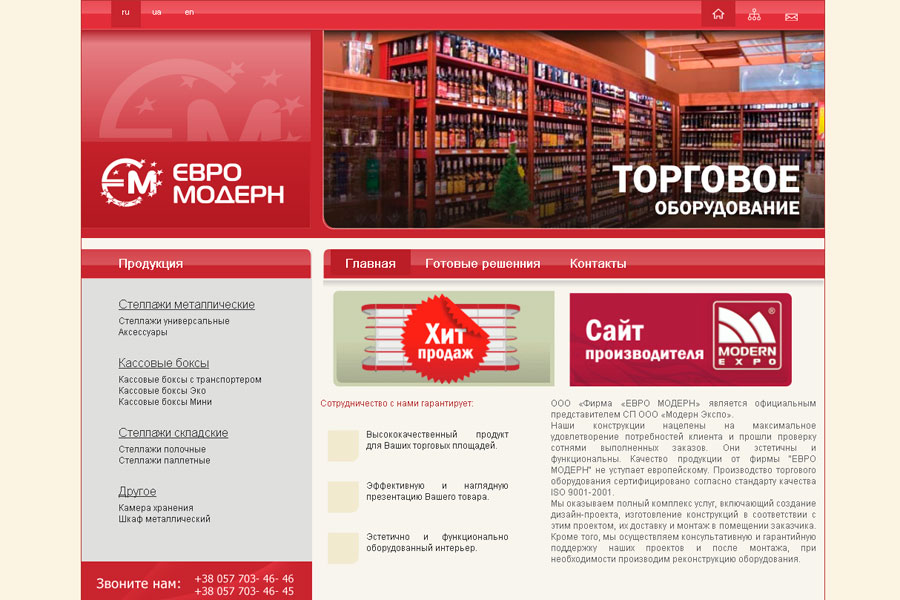 ru ua en
ЕВРО
МОДЕРН
ТОРГОВОЕ
ОБОРУДОВАНИЕ
Продукция
Главная Готовые решенния Контакты
Стеллажи металлические
Стеллажи универсальные
Аксессуары
Кассовые боксы
Кассовые боксы с транспортером
Кассовые боксы Эко
Кассовые боксы Мини
Стеллажи складские
Стеллажи полочные
Стеллажи паллетные
Другое
Камера хранения
Шкаф металлический
Звоните нам:
+38 057 703- 46- 46
+38 057 703- 46- 45
Хит
продаж
Сайт
производителя
MODERN
EXPO
®
Сотрудничество с нами гарантирует:
Высококачественный продукт
для Ваших торговых площадей.
Эффективную и наглядную
презентацию Вашего товара.
Эстетично и функционально
оборудованный интерьер.
ООО «Фирма «ЕВРО МОДЕРН» является официальным
представителем СП ООО «Модерн Экспо».
Наши конструкции нацелены на максимальное
удовлетворение потребностей клиента и прошли проверку
сотнями выполненных заказов. Они эстетичны и
функциональны. Качество продукции от фирмы "ЕВРО
МОДЕРН" не уступает европейскому. Производство торгового
оборудования сертифицировано согласно стандарту качества
ISO 9001-2001.
Мы оказываем полный комплекс услуг, включающий создание
дизайн-проекта, изготовление конструкций в соответствии с
этим проектом, их доставку и монтаж в помещении заказчика.
Кроме того, мы осуществляем консультативную и гарантийную
поддержку наших проектов и после монтажа, при
необходимости производим реконструкцию оборудования.